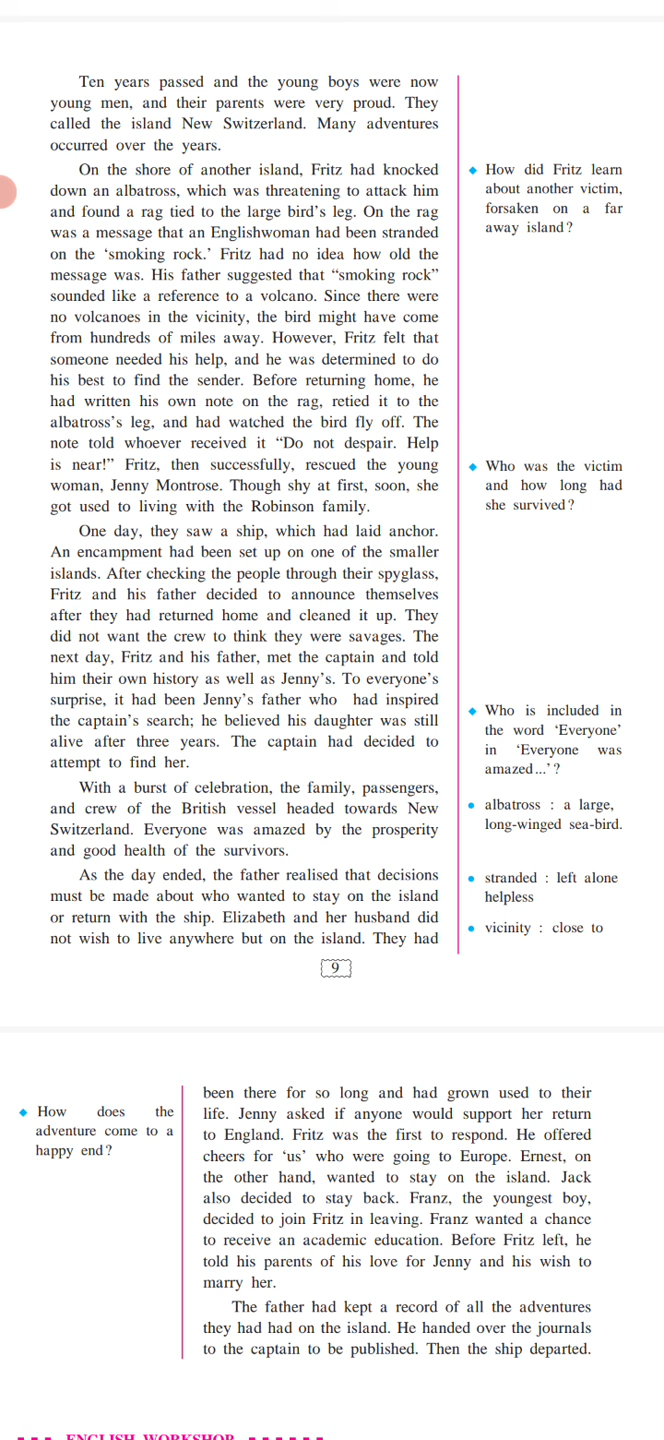 Ten years passed and the young boys were now
young men, and their parents were very proud. They
called the island New Switzerland. Many adventures
occurred over the years.
On the shore of another island, Fritz had knocked
down an albatross, which was threatening to attack him
and found a rag tied to the large bird's leg. On the rag
was a message that an Englishwoman had been stranded
on the ‘smoking rock.’ Fritz had no idea how old the
message was. His father suggested that “smoking rock”
sounded like a reference to a volcano. Since there were
no volcanoes in the vicinity, the bird might have come
from hundreds of miles away. However, Fritz felt that
someone needed his help, and he was determined to do
his best to find the sender. Before returning home, he
had written his own note on the rag, retied it to the
albatross's leg, and had watched the bird fly off. The
note told whoever received it “Do not despair. Help
is near!” Fritz, then successfully, rescued the young
woman, Jenny Montrose. Though shy at first, soon, she
got used to living with the Robinson family.
One day, they saw a ship, which had laid anchor.
An encampment had been set up on one of the smaller
islands. After checking the people through their spyglass,
Fritz and his father decided to announce themselves
after they had returned home and cleaned it up. They
did not want the crew to think they were savages. The
next day, Fritz and his father, met the captain and told
him their own history as well as Jenny's. To everyone's
surprise, it had been Jenny's father who had inspired
the captain's search; he believed his daughter was still
alive after three years. The captain had decided to
attempt to find her.
With a burst of celebration, the family, passengers,
and crew of the British vessel headed towards New
Switzerland. Everyone was amazed by the prosperity
and good health of the survivors.
As the day ended, the father realised that decisions
must be made about who wanted to stay on the island
or return with the ship. Elizabeth and her husband did
not wish to live anywhere but on the island. They had
◆ How did Fritz learn
about another victim,
forsaken on a far
away island?
◆ Who was the victim
and how long had
she survived?
◆ Who is included in
the word ‘Everyone’
in ‘Everyone was
amazed...’?
● albatross : a large,
long-winged sea-bird.
● stranded : left alone
helpless
● vicinity : close to
9
◆ How does the
adventure come to a
happy end?
been there for so long and had grown used to their
life. Jenny asked if anyone would support her return
to England. Fritz was the first to respond. He offered
cheers for ‘us’ who were going to Europe. Ernest, on
the other hand, wanted to stay on the island. Jack
also decided to stay back. Franz, the youngest boy,
decided to join Fritz in leaving. Franz wanted a chance
to receive an academic education. Before Fritz left, he
told his parents of his love for Jenny and his wish to
marry her.
The father had kept a record of all the adventures
they had had on the island. He handed over the journals
to the captain to be published. Then the ship departed.
ENGLISH WORKSHOP